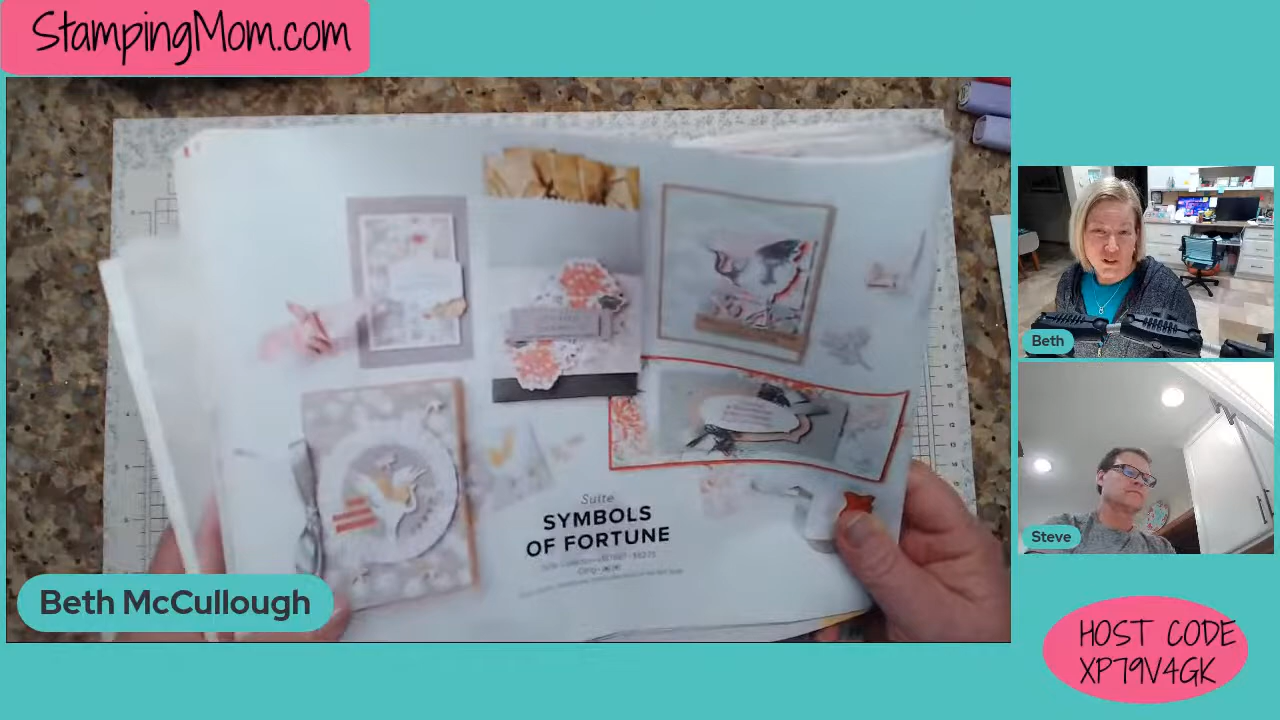 StampingMom.com
Suite
SYMBOLS
OF FORTUNE
Beth McCullough
Beth
Steve
HOST CODE
XP79V4GK